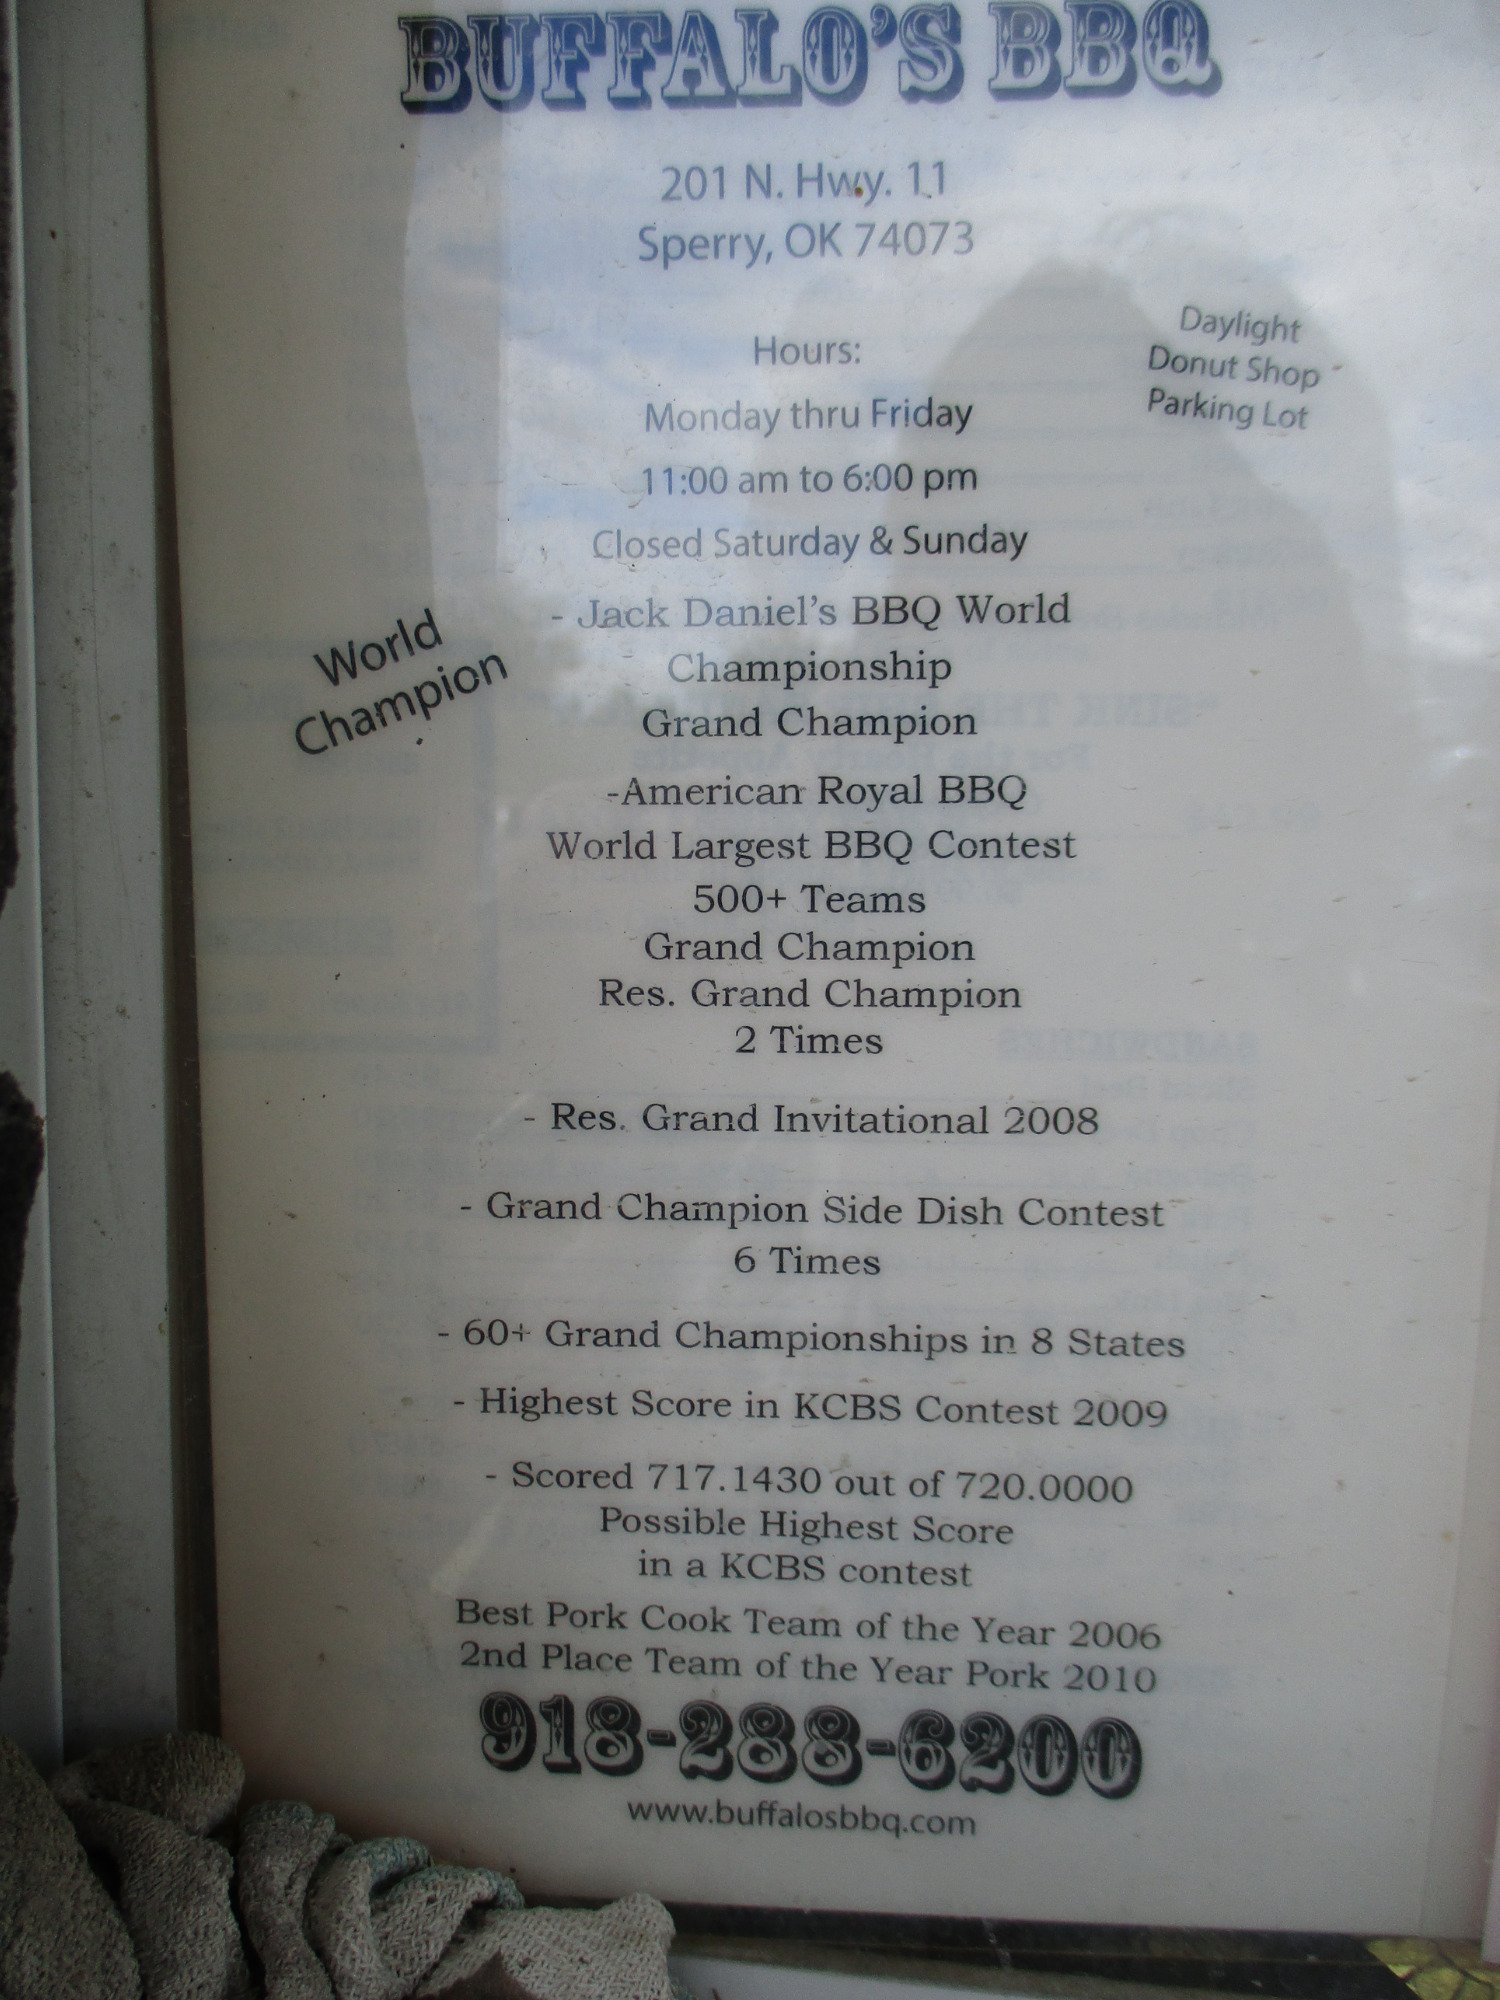 BUFFALO'S BBQ
201 N. Hwy. 11
Sperry, OK 74073
Daylight
Donut Shop
Parking Lot
Hours:
Monday thru Friday
11:00 am to 6:00 pm
Closed Saturday & Sunday
World
Champion
- Jack Daniel's BBQ World
Championship
Grand Champion
-American Royal BBQ
World Largest BBQ Contest
500+ Teams
Grand Champion
Res. Grand Champion
2 Times
- Res. Grand Invitational 2008
- Grand Champion Side Dish Contest
6 Times
- 60+ Grand Championships in 8 States
- Highest Score in KCBS Contest 2009
- Scored 717.1430 out of 720.0000
Possible Highest Score
in a KCBS contest
Best Pork Cook Team of the Year 2006
2nd Place Team of the Year Pork 2010
918-288-6200
www.buffalosbbq.com